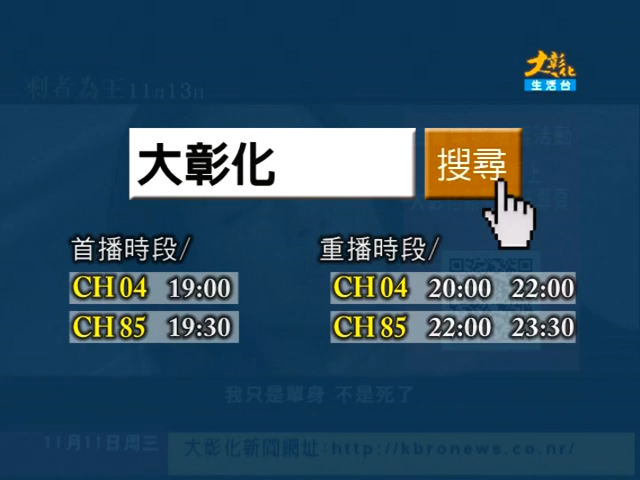 大彰化
生活台
剩者為王11月13日
活動
大彰化
搜尋
首播時段/
重播時段/
CH04 19:00
CH04 20:00 22:00
CH85 19:30
CH85 22:00 23:30
我只是單身 不是死了
11月11日周三
大彰化新聞網址:http://kbronews.co.nr/